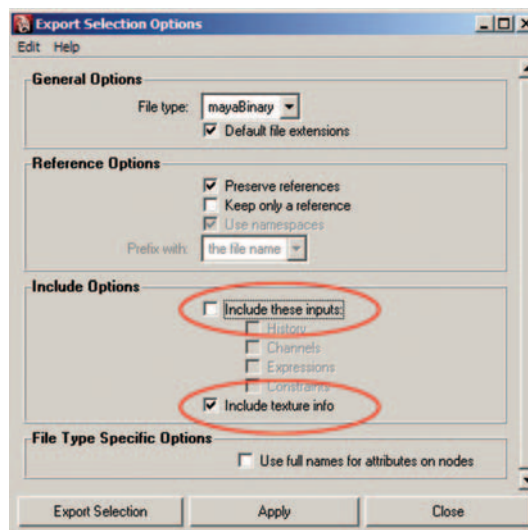 Export Selection Options
Edit Help
General Options
File type: mayaBinary
Default file extensions
Reference Options
Preserve references
Keep only a reference
Use namespaces
Prefix with: the file name
Include Options
Include these inputs:
History
Channels
Expressions
Constraints
Include texture info
File Type Specific Options
Use full names for attributes on nodes
Export Selection Apply Close